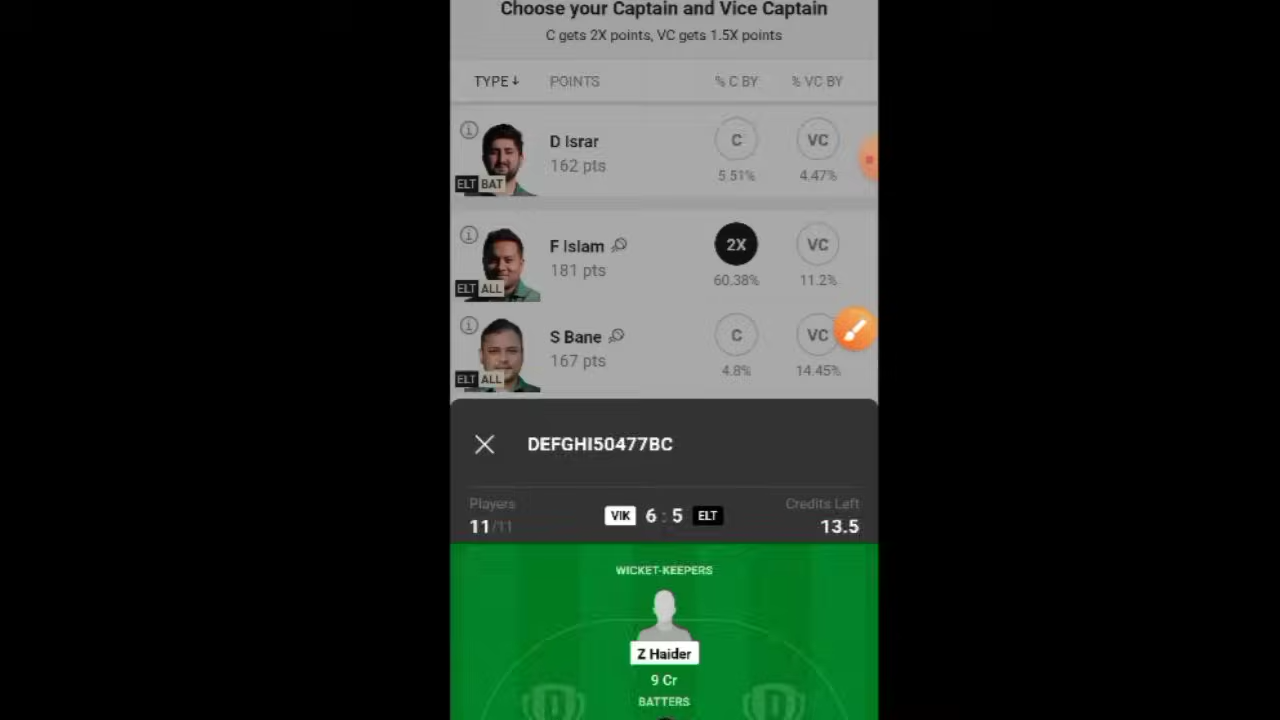 Choose your Captain and Vice Captain
C gets 2X points, VC gets 1.5X points
TYPE↓ POINTS % C BY % VC BY
D Israr C VC
162 pts 5.51% 4.47%
ELT BAT
F Islam 2X VC
181 pts 60.38% 11.2%
ELT ALL
S Bane C VC
167 pts 4.8% 14.45%
ELT ALL
DEFGHI50477BC
Players Credits Left
11/11 VIK 6 : 5 ELT 13.5
WICKET-KEEPERS
Z Haider
9 Cr
BATTERS